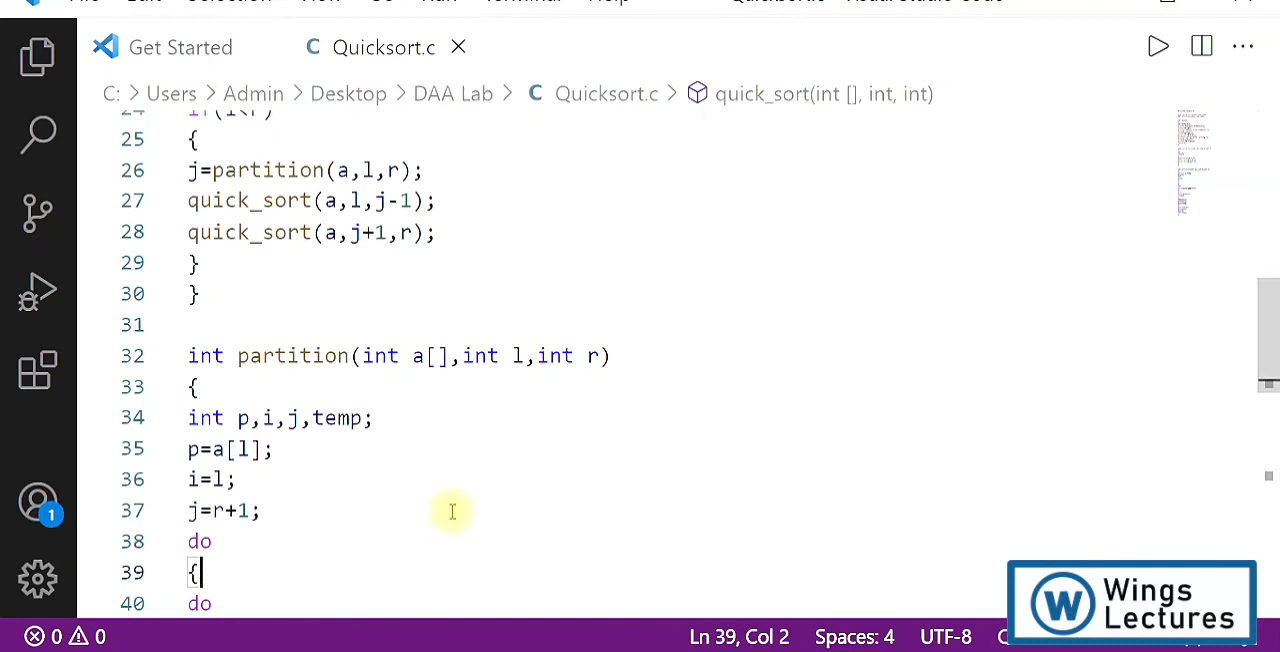 Get Started
C Quicksort.c
C: > Users > Admin > Desktop > DAA Lab > C Quicksort.c > quick_sort(int [], int, int)
25 {
26 j=partition(a,l,r);
27 quick_sort(a,l,j-1);
28 quick_sort(a,j+1,r);
29 }
30 }
31
32 int partition(int a[],int l,int r)
33 {
34 int p,i,j,temp;
35 p=a[l];
36 i=l;
37 j=r+1;
38 do
39 {
40 do
1
0 0
Ln 39, Col 2 Spaces: 4 UTF-8
W Wings
Lectures